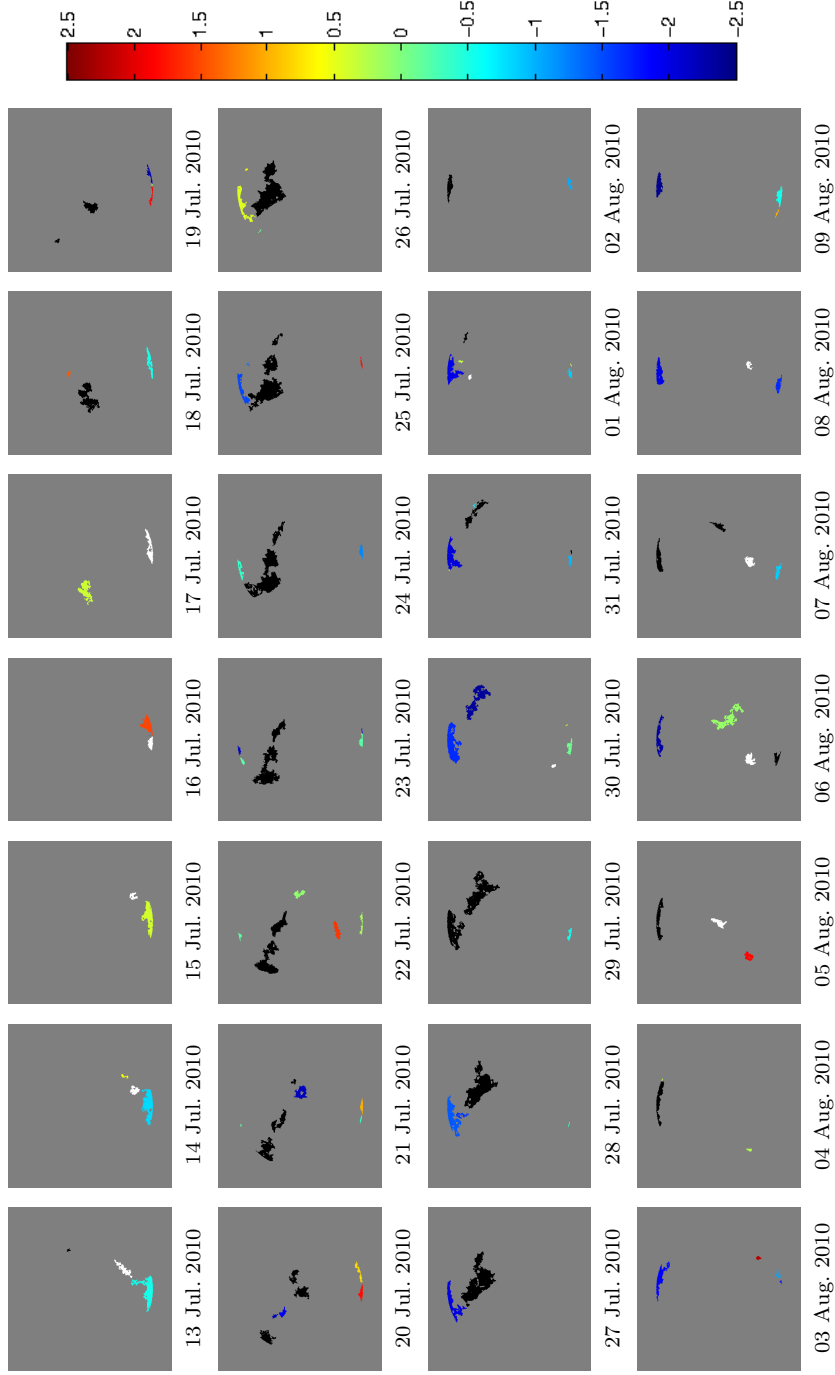 13 Jul. 2010
14 Jul. 2010
15 Jul. 2010
16 Jul. 2010
17 Jul. 2010
18 Jul. 2010
19 Jul. 2010
20 Jul. 2010
21 Jul. 2010
22 Jul. 2010
23 Jul. 2010
24 Jul. 2010
25 Jul. 2010
26 Jul. 2010
27 Jul. 2010
28 Jul. 2010
29 Jul. 2010
30 Jul. 2010
31 Jul. 2010
01 Aug. 2010
02 Aug. 2010
03 Aug. 2010
04 Aug. 2010
05 Aug. 2010
06 Aug. 2010
07 Aug. 2010
08 Aug. 2010
09 Aug. 2010
2.5
2
1.5
1
0.5
0
−0.5
−1
−1.5
−2
−2.5